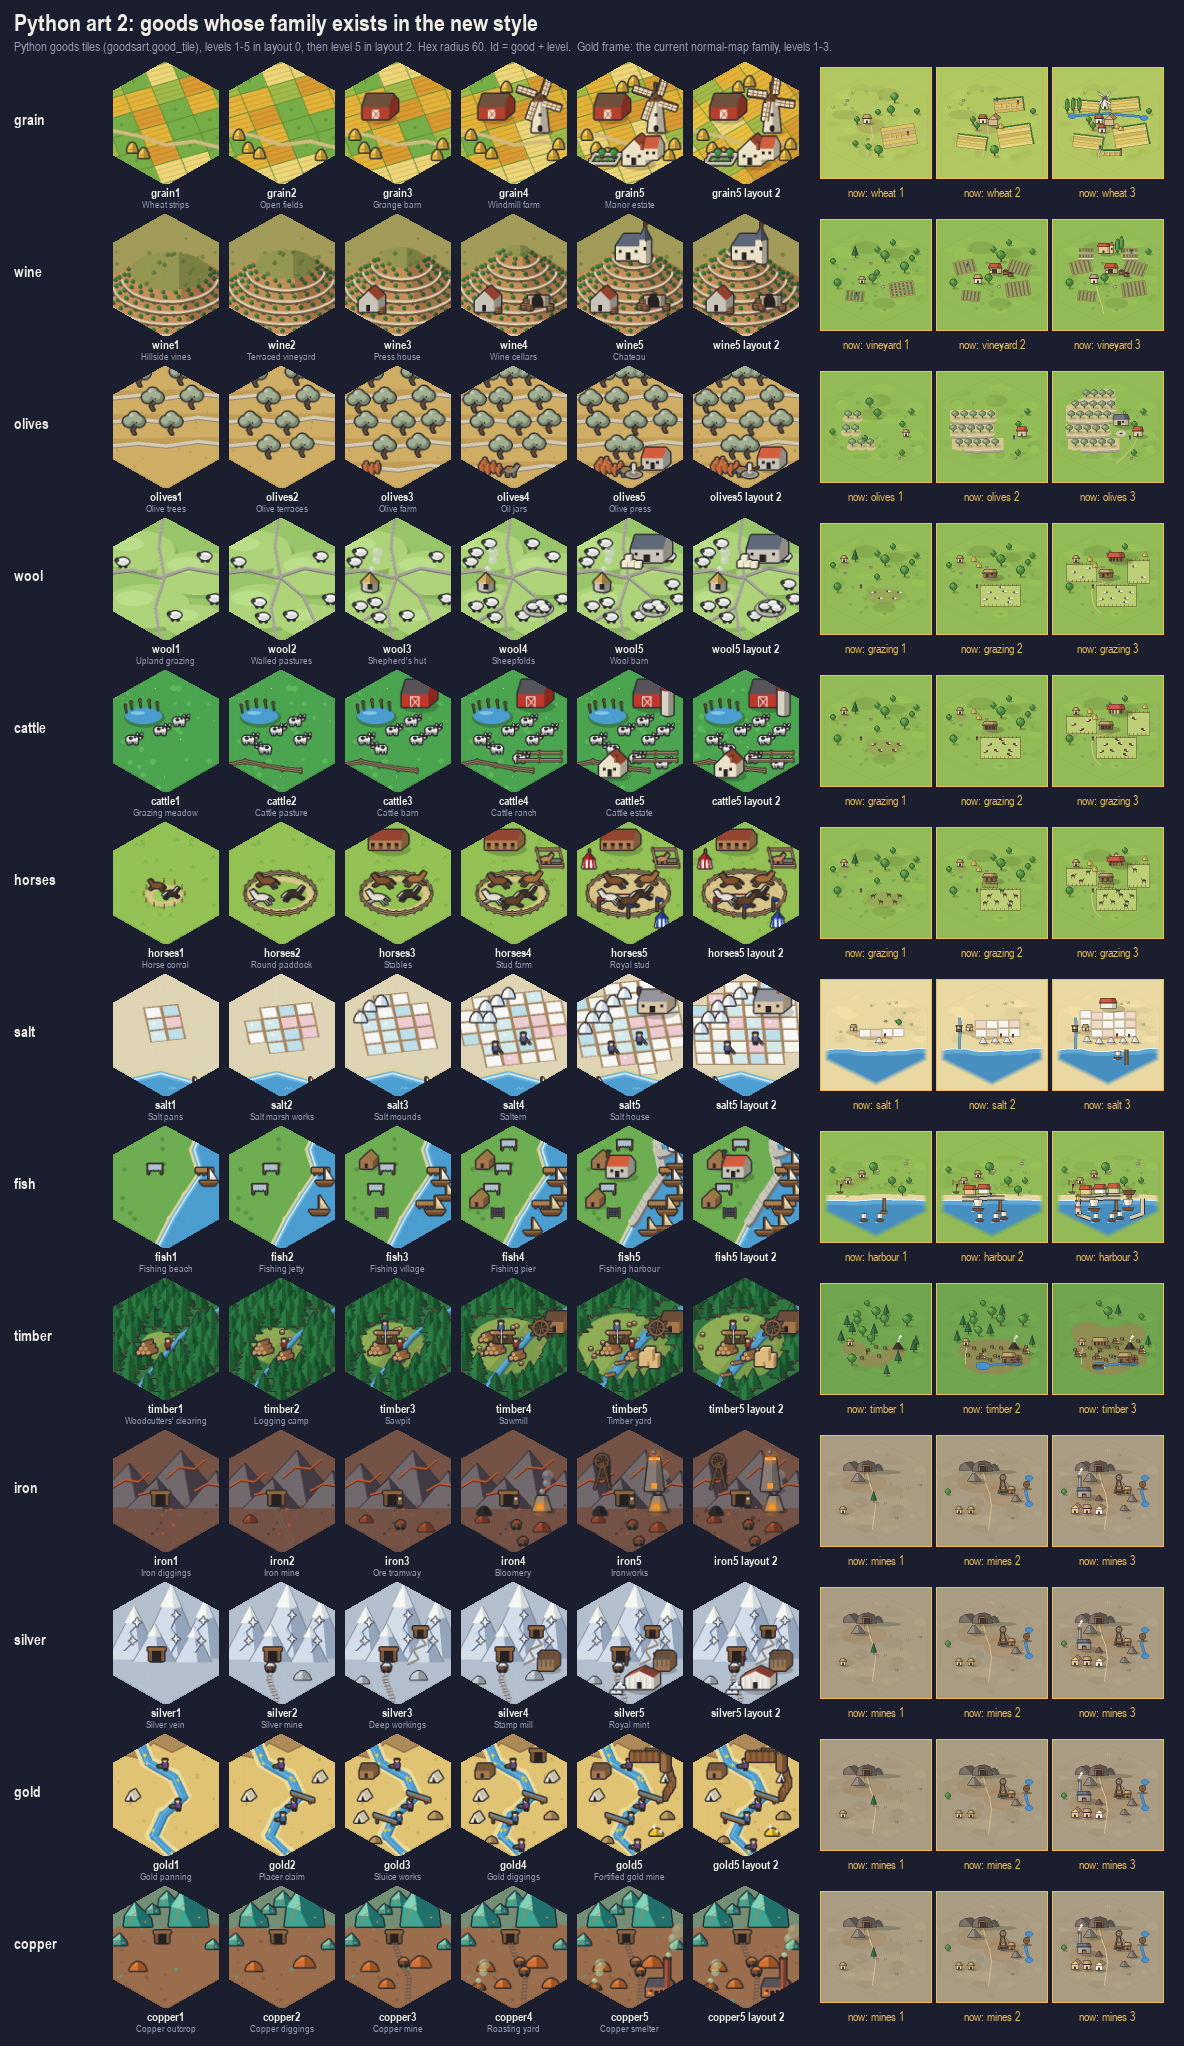 Python art 2: goods whose family exists in the new style
Python goods tiles (goodsart.good_tile), levels 1-5 in layout 0, then level 5 in layout 2. Hex radius 60. Id = good + level.  Gold frame: the current normal-map family, levels 1-3.
grain
grain1 grain2 grain3 grain4 grain5 grain5 layout 2 now: wheat 1 now: wheat 2 now: wheat 3
Wheat strips Open fields Grange barn Windmill farm Manor estate
wine
wine1 wine2 wine3 wine4 wine5 wine5 layout 2 now: vineyard 1 now: vineyard 2 now: vineyard 3
Hillside vines Terraced vineyard Press house Wine cellars Chateau
olives
olives1 olives2 olives3 olives4 olives5 olives5 layout 2 now: olives 1 now: olives 2 now: olives 3
Olive trees Olive terraces Olive farm Oil jars Olive press
wool
wool1 wool2 wool3 wool4 wool5 wool5 layout 2 now: grazing 1 now: grazing 2 now: grazing 3
Upland grazing Walled pastures Shepherd's hut Sheepfolds Wool barn
cattle
cattle1 cattle2 cattle3 cattle4 cattle5 cattle5 layout 2 now: grazing 1 now: grazing 2 now: grazing 3
Grazing meadow Cattle pasture Cattle barn Cattle ranch Cattle estate
horses
horses1 horses2 horses3 horses4 horses5 horses5 layout 2 now: grazing 1 now: grazing 2 now: grazing 3
Horse corral Round paddock Stables Stud farm Royal stud
salt
salt1 salt2 salt3 salt4 salt5 salt5 layout 2 now: salt 1 now: salt 2 now: salt 3
Salt pans Salt marsh works Salt mounds Saltern Salt house
fish
fish1 fish2 fish3 fish4 fish5 fish5 layout 2 now: harbour 1 now: harbour 2 now: harbour 3
Fishing beach Fishing jetty Fishing village Fishing pier Fishing harbour
timber
timber1 timber2 timber3 timber4 timber5 timber5 layout 2 now: timber 1 now: timber 2 now: timber 3
Woodcutters' clearing Logging camp Sawpit Sawmill Timber yard
iron
iron1 iron2 iron3 iron4 iron5 iron5 layout 2 now: mines 1 now: mines 2 now: mines 3
Iron diggings Iron mine Ore tramway Bloomery Ironworks
silver
silver1 silver2 silver3 silver4 silver5 silver5 layout 2 now: mines 1 now: mines 2 now: mines 3
Silver vein Silver mine Deep workings Stamp mill Royal mint
gold
gold1 gold2 gold3 gold4 gold5 gold5 layout 2 now: mines 1 now: mines 2 now: mines 3
Gold panning Placer claim Sluice works Gold diggings Fortified gold mine
copper
copper1 copper2 copper3 copper4 copper5 copper5 layout 2 now: mines 1 now: mines 2 now: mines 3
Copper outcrop Copper diggings Copper mine Roasting yard Copper smelter